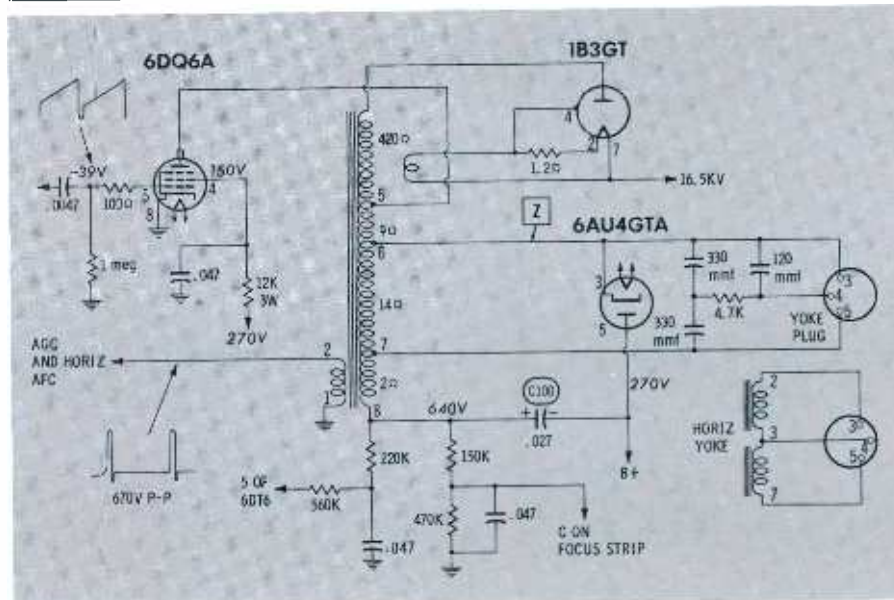 6DQ6A
1B3GT
420Ω
4
2
7
1.2Ω
16.5KV
-39V
180V
.0047
100Ω
5
4
8
5
Z
6AU4GTA
9Ω
6
1 meg
.047
12K
3W
270V
3
5
330
mmf
120
mmf
3
4
5
4.7K
330
mmf
YOKE
PLUG
14Ω
AGC
AND HORIZ
AFC
2
1
7
2Ω
8
640V
C100
+
-
.027
270V
B+
HORIZ
YOKE
2
3
7
3
4
5
670V P-P
220K
150K
5 OF
6DT6
560K
470K
.047
.047
C ON
FOCUS STRIP